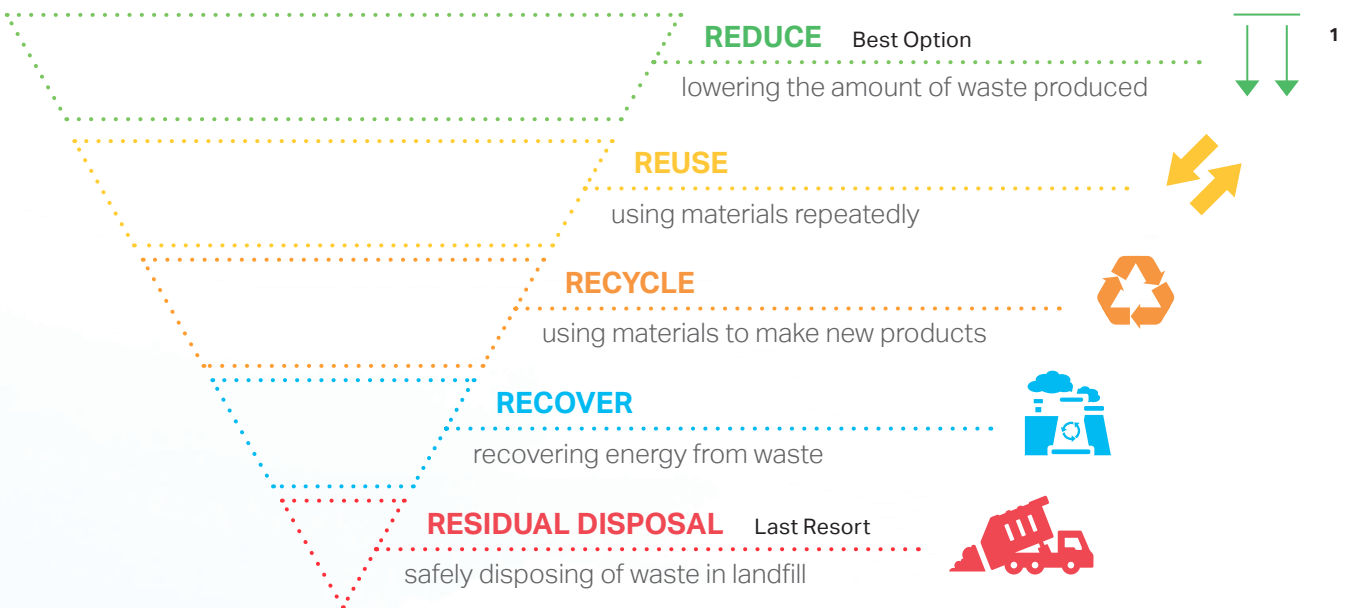 REDUCE Best Option 1
lowering the amount of waste produced
REUSE
using materials repeatedly
RECYCLE
using materials to make new products
RECOVER
recovering energy from waste
RESIDUAL DISPOSAL Last Resort
safely disposing of waste in landfill